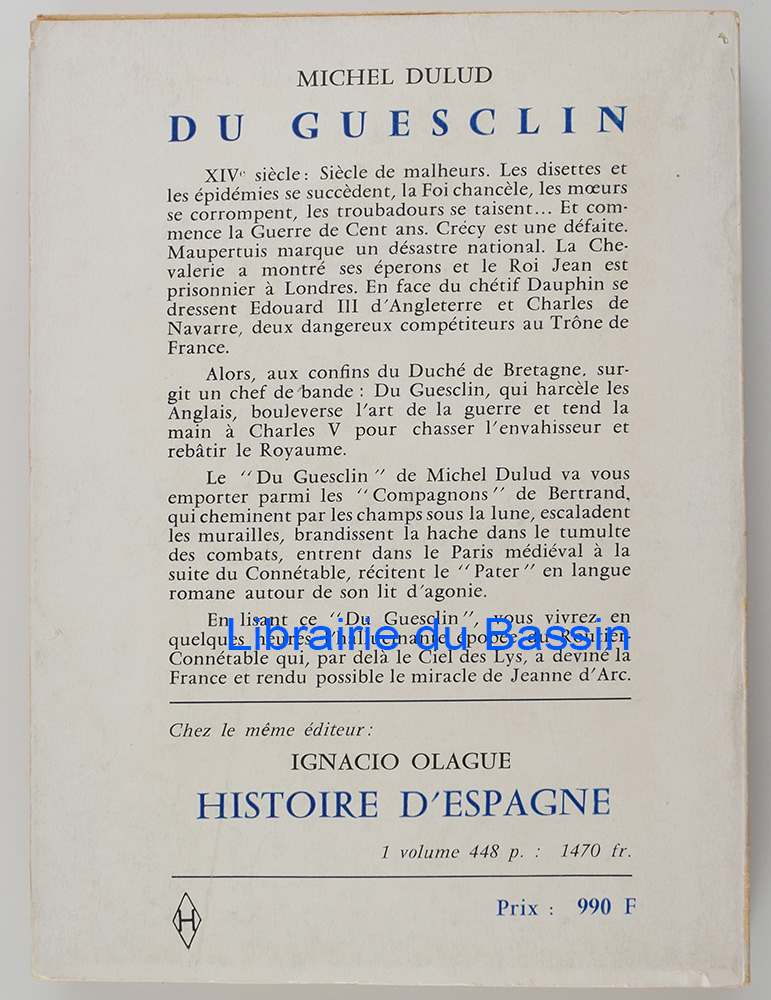 MICHEL DULUD
DU GUESCLIN
XIVe siècle: Siècle de malheurs. Les disettes et
les épidémies se succèdent, la Foi chancèle, les mœurs
se corrompent, les troubadours se taisent... Et com-
mence la Guerre de Cent ans. Crécy est une défaite.
Maupertuis marque un désastre national. La Che-
valerie a montré ses éperons et le Roi Jean est
prisonnier à Londres. En face du chétif Dauphin se
dressent Edouard III d'Angleterre et Charles de
Navarre, deux dangereux compétiteurs au Trône de
France.
Alors, aux confins du Duché de Bretagne, sur-
git un chef de bande : Du Guesclin, qui harcèle les
Anglais, bouleverse l'art de la guerre et tend la
main à Charles V pour chasser l'envahisseur et
rebâtir le Royaume.
Le "Du Guesclin" de Michel Dulud va vous
emporter parmi les "Compagnons" de Bertrand,
qui cheminent par les champs sous la lune, escaladent
les murailles, brandissent la hache dans le tumulte
des combats, entrent dans le Paris médiéval à la
suite du Connétable, récitent le "Pater" en langue
romane autour de son lit d'agonie.
En lisant ce "Du Guesclin", vous vivrez en
quelques heures l'hallucinante épopée du Routier-
Librairie du Bassin
Connétable qui, par delà le Ciel des Lys, a deviné la
France et rendu possible le miracle de Jeanne d'Arc.
Chez le même éditeur:
IGNACIO OLAGUE
HISTOIRE D'ESPAGNE
1 volume 448 p. : 1470 fr.
H
Prix : 990 F